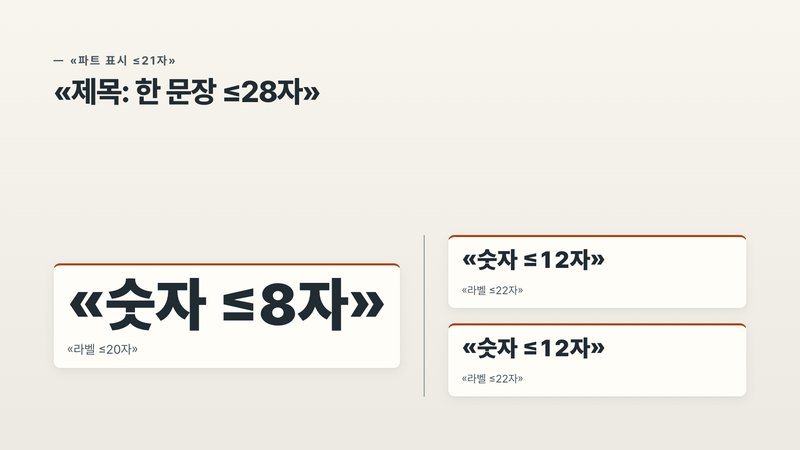 — «파트 표시 ≤21자»
«제목: 한 문장 ≤28자»
«숫자 ≤8자»
«라벨 ≤20자»
«숫자 ≤12자»
«라벨 ≤22자»
«숫자 ≤12자»
«라벨 ≤22자»